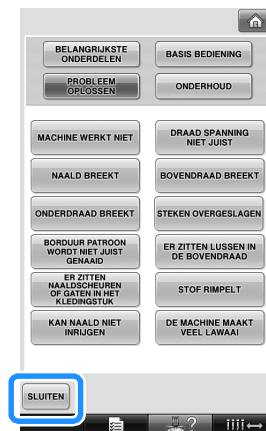 BELANGRIJKSTE
ONDERDELEN
BASIS BEDIENING
PROBLEEM
OPLOSSEN
ONDERHOUD
MACHINE WERKT NIET
DRAAD SPANNING
NIET JUIST
NAALD BREEKT
BOVENDRAAD BREEKT
ONDERDRAAD BREEKT
STEKEN OVERGESLAGEN
BORDUUR PATROON
WORDT NIET JUIST
GENAAID
ER ZITTEN LUSSEN IN
DE BOVENDRAAD
ER ZITTEN
NAALDSCHEUREN
OF GATEN IN HET
KLEDINGSTUK
STOF RIMPELT
KAN NAALD NIET
INRIJGEN
DE MACHINE MAAKT
VEEL LAWAAI
SLUITEN
?